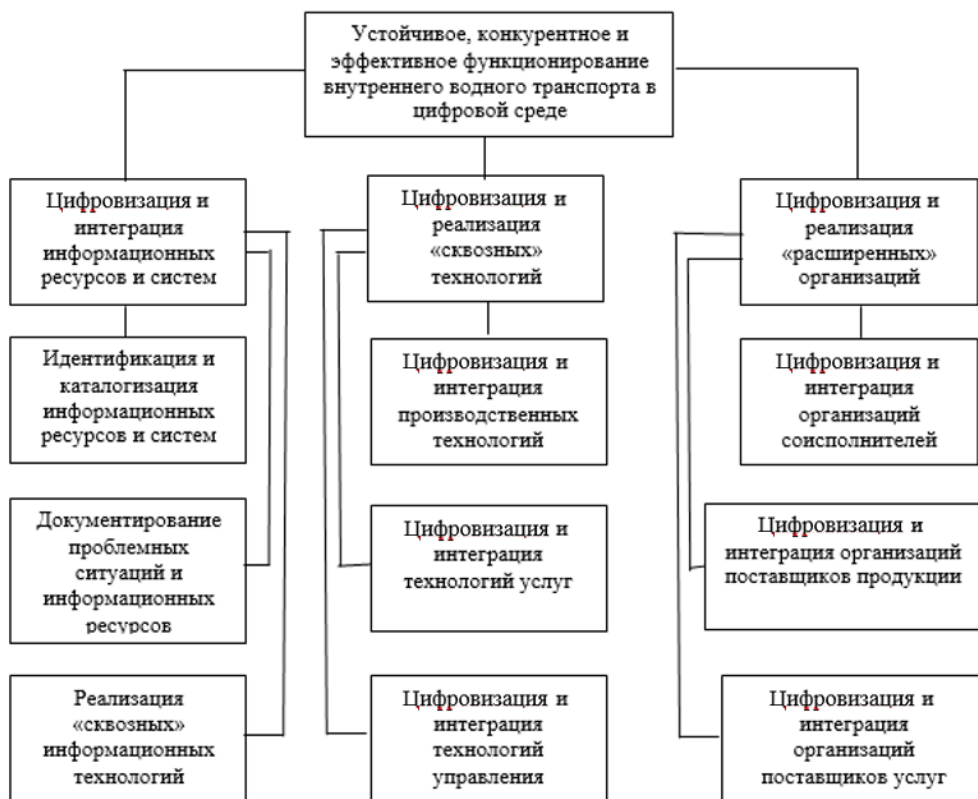 Устойчивое, конкурентное и
эффективное функционирование
внутреннего водного транспорта в
цифровой среде
Цифровизация и
интеграция
информационных
ресурсов и систем
Цифровизация и
реализация
«сквозных»
технологий
Цифровизация и
реализация
«расширенных»
организаций
Идентификация и
каталогизация
информационных
ресурсов и систем
Цифровизация и
интеграция
производственных
технологий
Цифровизация и
интеграция
организаций
соисполнителей
Документирование
проблемных
ситуаций и
информационных
ресурсов
Цифровизация и
интеграция
технологий услуг
Цифровизация и
интеграция организаций
поставщиков продукции
Реализация
«сквозных»
информационных
технологий
Цифровизация и
интеграция
технологий
управления
Цифровизация и
интеграция
организаций
поставщиков услуг